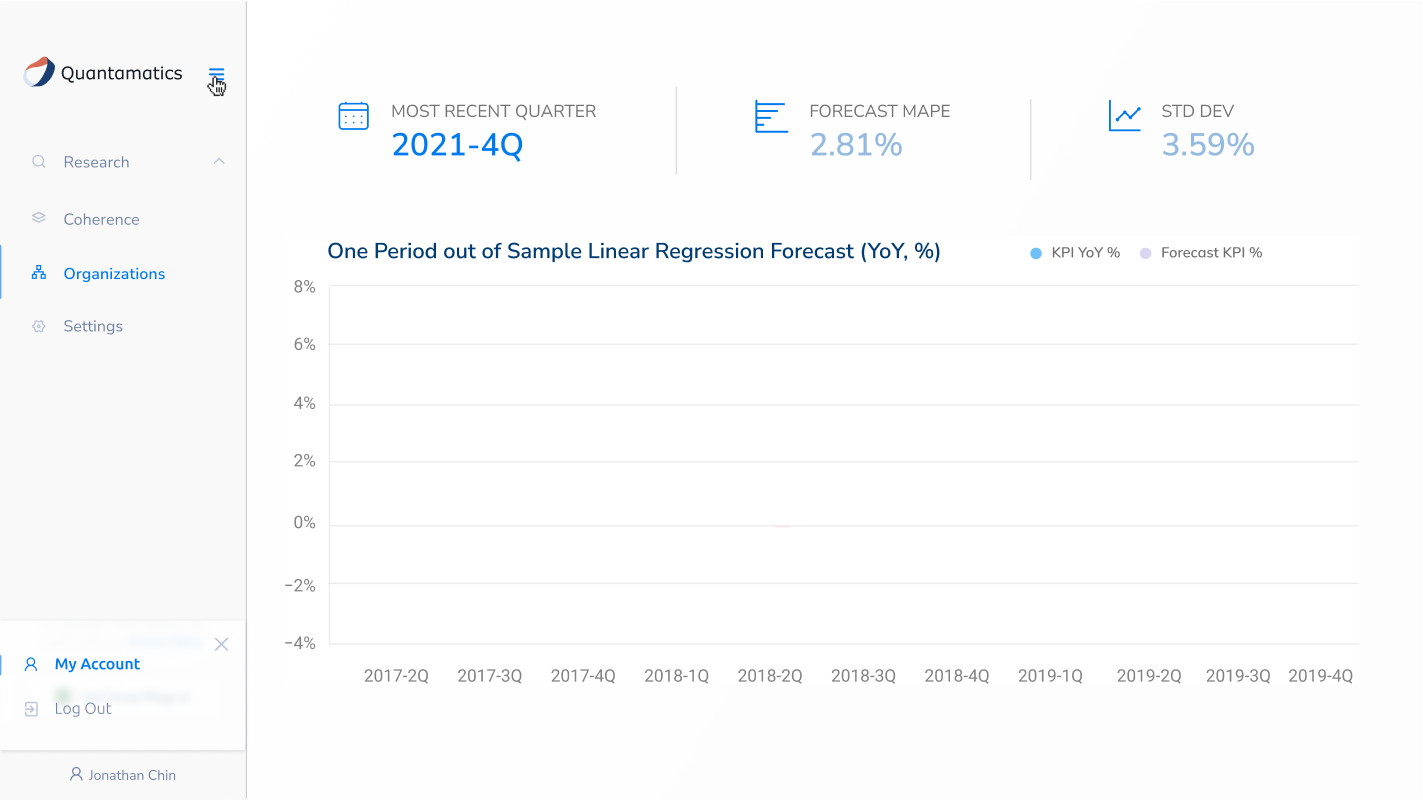 Quantamatics
Research
Coherence
Organizations
Settings
My Account
Log Out
Jonathan Chin
MOST RECENT QUARTER
2021-4Q
FORECAST MAPE
2.81%
STD DEV
3.59%
One Period out of Sample Linear Regression Forecast (YoY, %)
KPI YoY %
Forecast KPI %
8%
6%
4%
2%
0%
−2%
−4%
2017-2Q 2017-3Q 2017-4Q 2018-1Q 2018-2Q 2018-3Q 2018-4Q 2019-1Q 2019-2Q 2019-3Q 2019-4Q